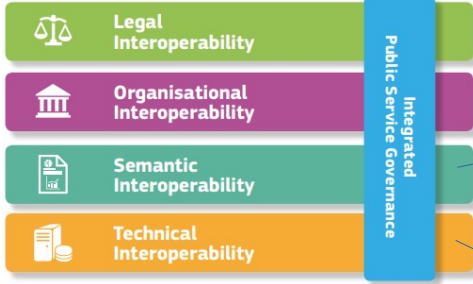 Legal
Interoperability
Organisational
Interoperability
Semantic
Interoperability
Technical
Interoperability
Integrated
Public Service Governance